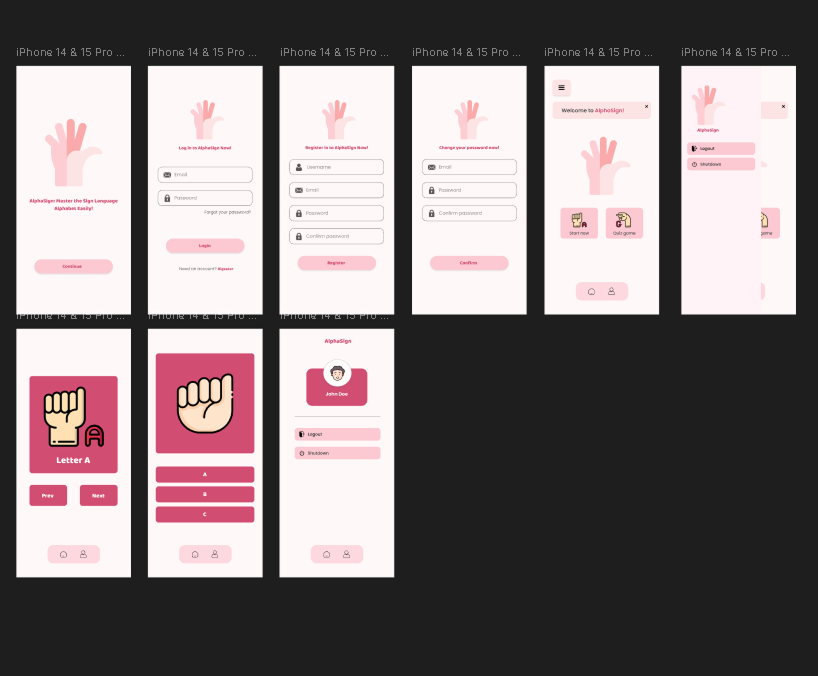 iPhone 14 & 15 Pro ...
iPhone 14 & 15 Pro ...
iPhone 14 & 15 Pro ...
iPhone 14 & 15 Pro ...
iPhone 14 & 15 Pro ...
iPhone 14 & 15 Pro ...
AlphaSign: Master the Sign Language
Alphabes Easily!
Continue
Log in to AlphaSign Now!
Email
Password
Forgot your password?
Login
Need an Account? Register
Register in to AlphaSign Now!
Username
Email
Password
Confirm password
Register
Change your password now!
Email
Password
Confirm password
Confirm
Welcome to AlphaSign!
Start now
Quiz game
AlphaSign
Logout
Shutdown
game
iPhone 14 & 15 Pro ...
iPhone 14 & 15 Pro ...
iPhone 14 & 15 Pro ...
A
Letter A
Prev
Next
A
B
C
AlphaSign
John Doe
Logout
Shutdown